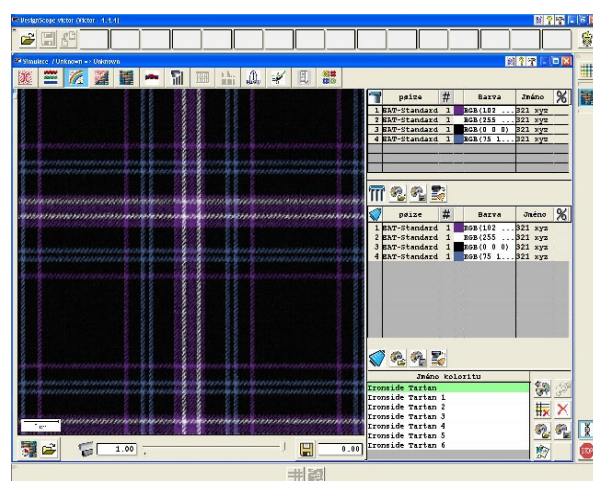 DesignScope victor (Victor - 4.1.4)
Simulace / Unknown => Unknown
příze # Barva Jméno %
1 EAT-Standard 1 RGB(102 ... 321 xyz
2 EAT-Standard 1 RGB(255 ... 321 xyz
3 EAT-Standard 1 RGB(0 0 0) 321 xyz
4 EAT-Standard 1 RGB(75 1... 321 xyz
příze # Barva Jméno %
1 EAT-Standard 1 RGB(102 ... 321 xyz
2 EAT-Standard 1 RGB(255 ... 321 xyz
3 EAT-Standard 1 RGB(0 0 0) 321 xyz
4 EAT-Standard 1 RGB(75 1... 321 xyz
Jméno koloritu
Ironside Tartan
Ironside Tartan 1
Ironside Tartan 2
Ironside Tartan 3
Ironside Tartan 4
Ironside Tartan 5
Ironside Tartan 6
1.00
0.00
STOP